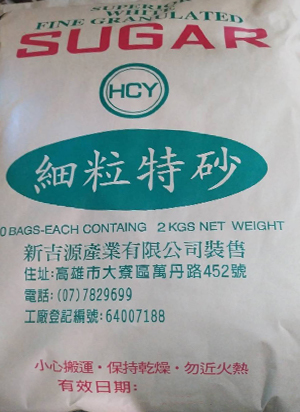 SUPERIOR
WHITE
FINE GRANULATED
SUGAR
HCY
細粒特砂
0 BAGS-EACH CONTAING 2 KGS NET WEIGHT
新吉源產業有限公司裝售
住址:高雄市大寮區萬丹路452號
電話:(07)7829699
工廠登記編號:64007188
小心搬運·保持乾燥·勿近火熱
有效日期: